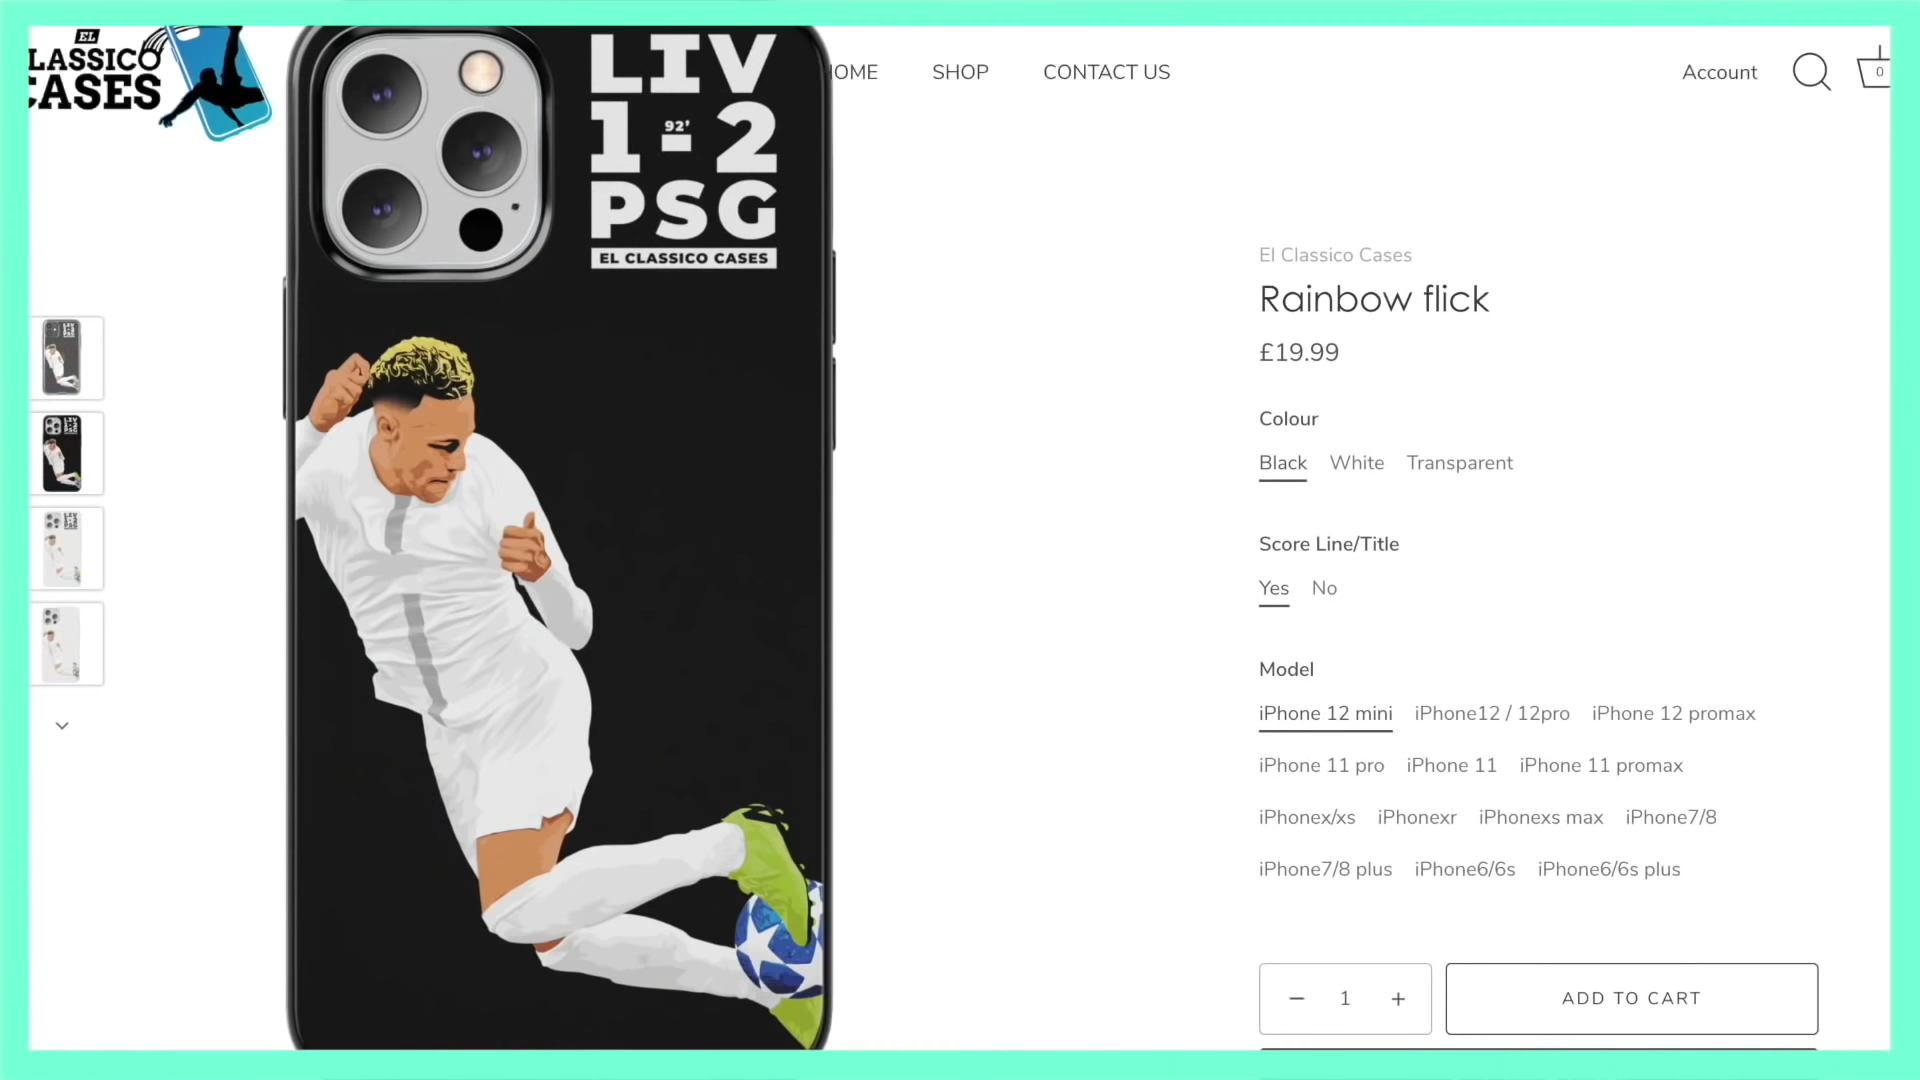 EL
LASSICO
CASES
LIV
92'
1-2
PSG
EL CLASSICO CASES
HOME
SHOP
CONTACT US
Account
0
El Classico Cases
Rainbow flick
£19.99
Colour
Black White Transparent
Score Line/Title
Yes No
Model
iPhone 12 mini iPhone12 / 12pro iPhone 12 promax
iPhone 11 pro iPhone 11 iPhone 11 promax
iPhonex/xs iPhonexr iPhonexs max iPhone7/8
iPhone7/8 plus iPhone6/6s iPhone6/6s plus
− 1 +
ADD TO CART